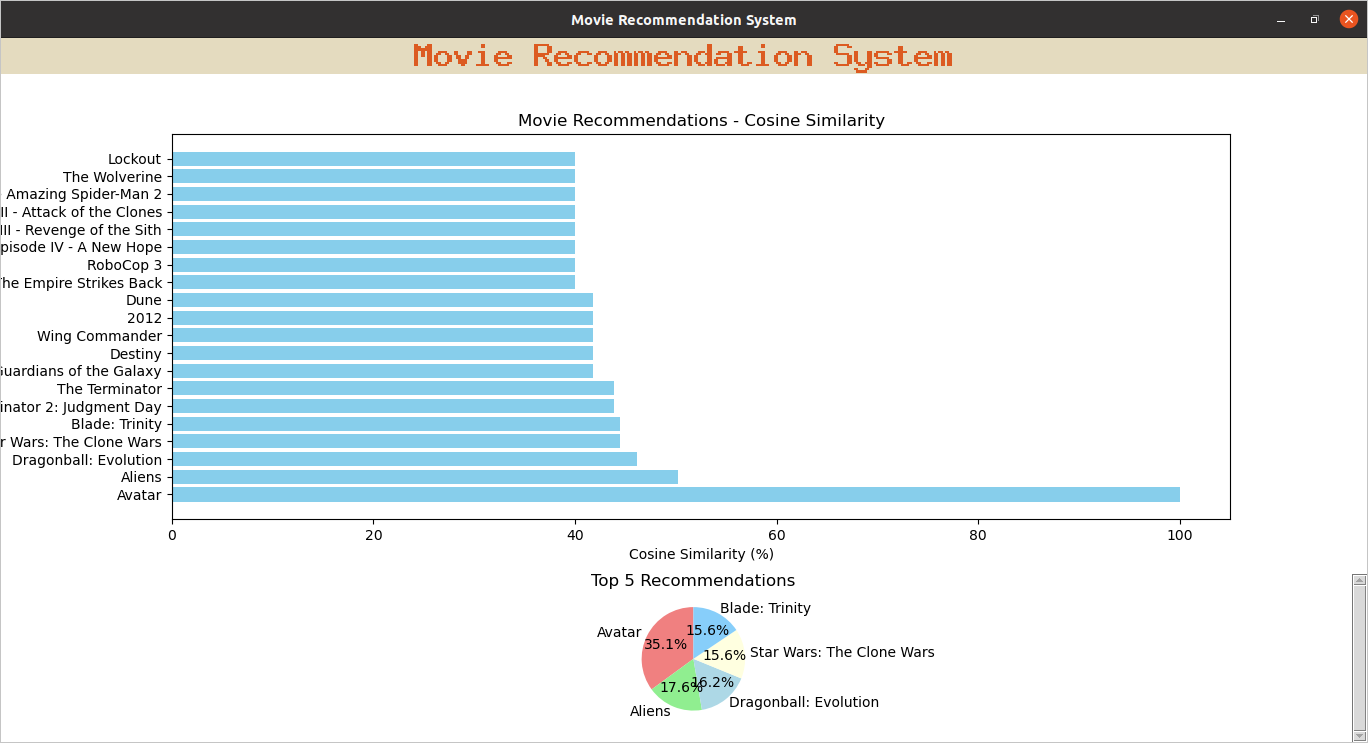 Movie Recommendation System
Movie Recommendation System
Movie Recommendations - Cosine Similarity
Lockout
The Wolverine
Amazing Spider-Man 2
II - Attack of the Clones
III - Revenge of the Sith
pisode IV - A New Hope
RoboCop 3
The Empire Strikes Back
Dune
2012
Wing Commander
Destiny
Guardians of the Galaxy
The Terminator
inator 2: Judgment Day
Blade: Trinity
r Wars: The Clone Wars
Dragonball: Evolution
Aliens
Avatar
0 20 40 60 80 100
Cosine Similarity (%)
Top 5 Recommendations
Blade: Trinity
15.6%
Avatar
35.1%
15.6%
Star Wars: The Clone Wars
17.6%
16.2%
Dragonball: Evolution
Aliens